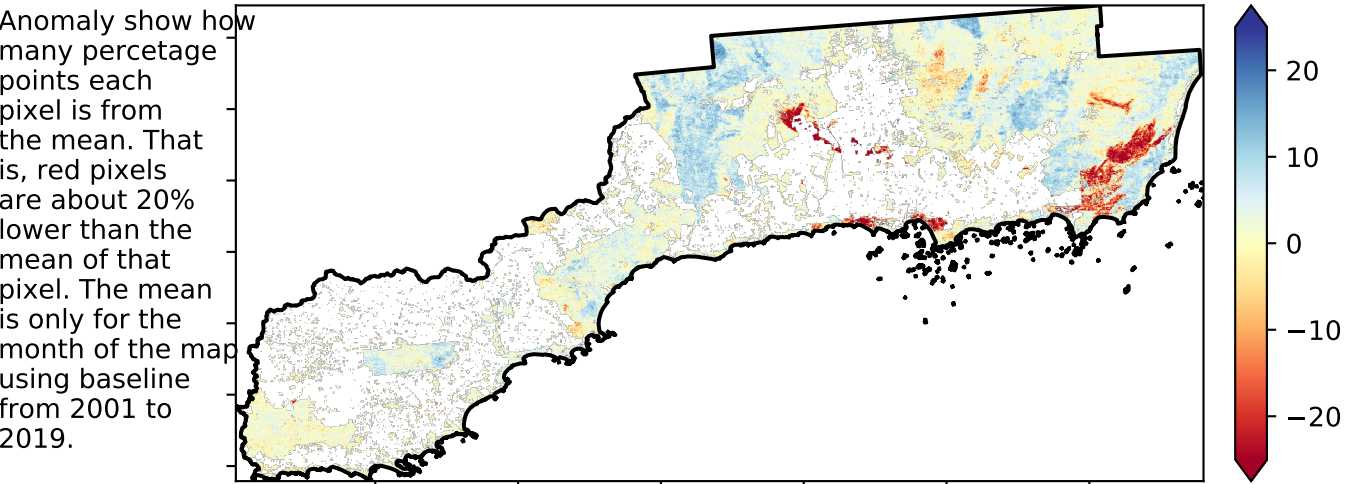 Anomaly show how
many percetage
points each
pixel is from
the mean. That
is, red pixels
are about 20%
lower than the
mean of that
pixel. The mean
is only for the
month of the map
using baseline
from 2001 to
2019.
20
10
0
−10
−20